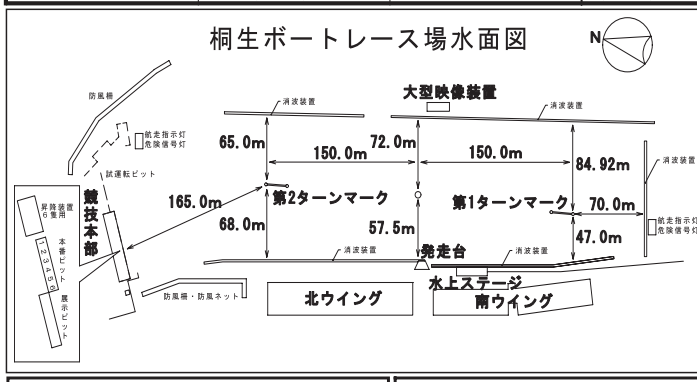 桐生ボートレース場水面図
N
防風柵
消波装置
大型映像装置
消波装置
航走指示灯
危険信号灯
65.0m
72.0m
150.0m
150.0m
84.92m
消波装置
試運転ピット
165.0m
第2ターンマーク
第1ターンマーク
70.0m
昇降装置
6隻用
競技本部
68.0m
57.5m
47.0m
航走指示灯
危険信号灯
本番ピット
1 2 3 4 5 6
展示ピット
消波装置
発走台
消波装置
水上ステージ
防風柵・防風ネット
北ウイング
南ウイング